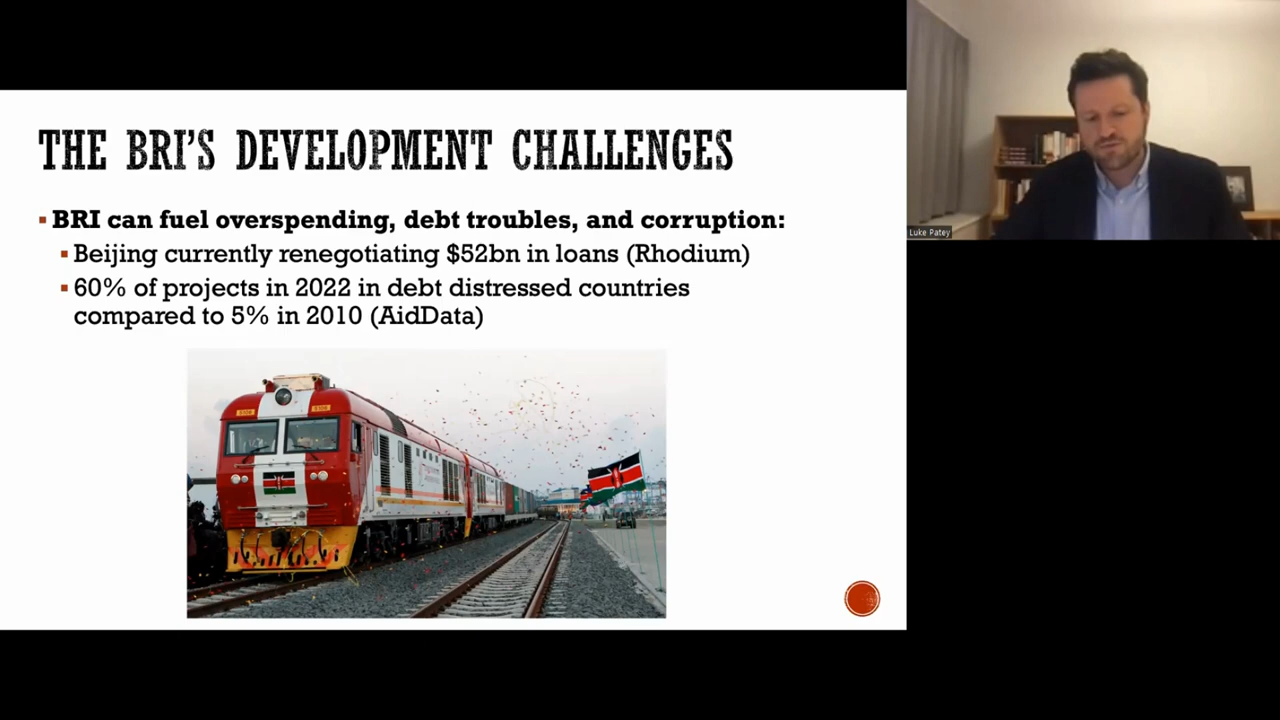 THE BRI'S DEVELOPMENT CHALLENGES
BRI can fuel overspending, debt troubles, and corruption:
Beijing currently renegotiating $52bn in loans (Rhodium)
60% of projects in 2022 in debt distressed countries
compared to 5% in 2010 (AidData)
Luke Patey